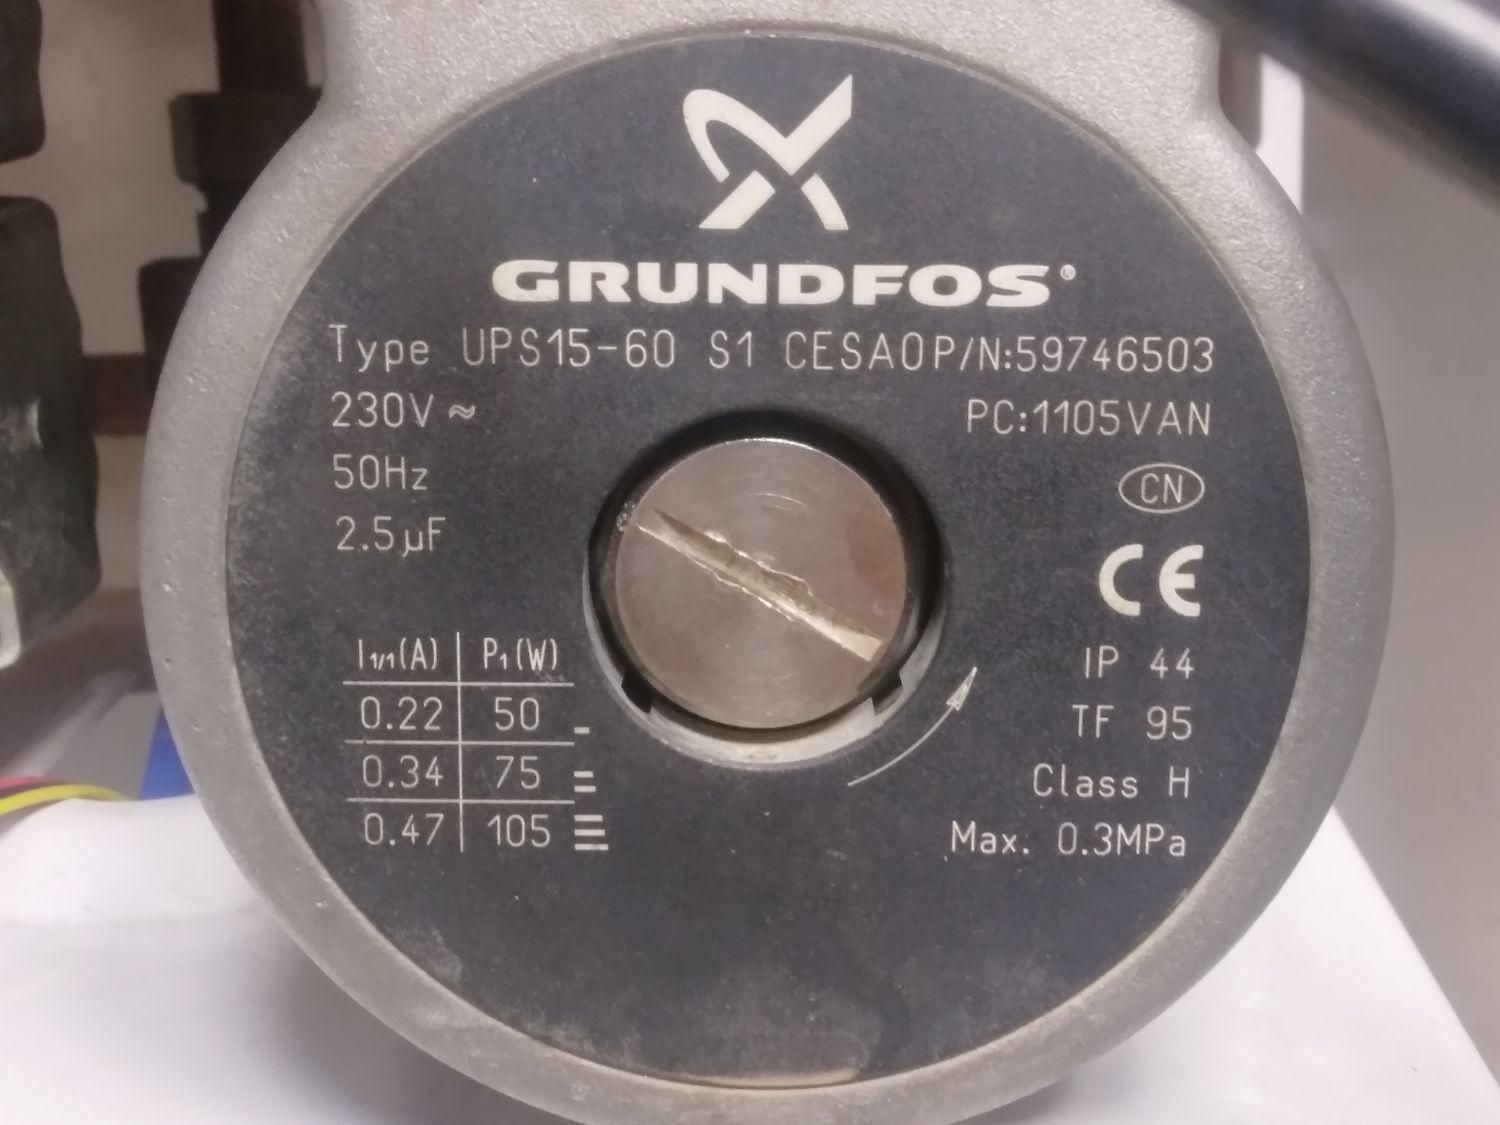 GRUNDFOS®
Type UPS15-60 S1 CESAO P/N:59746503
230V ≈ PC:1105VAN
50Hz CN
2.5µF CE
I1/1(A) P1(W) IP 44
0.22 50 TF 95
0.34 75 Class H
0.47 105 Max. 0.3MPa